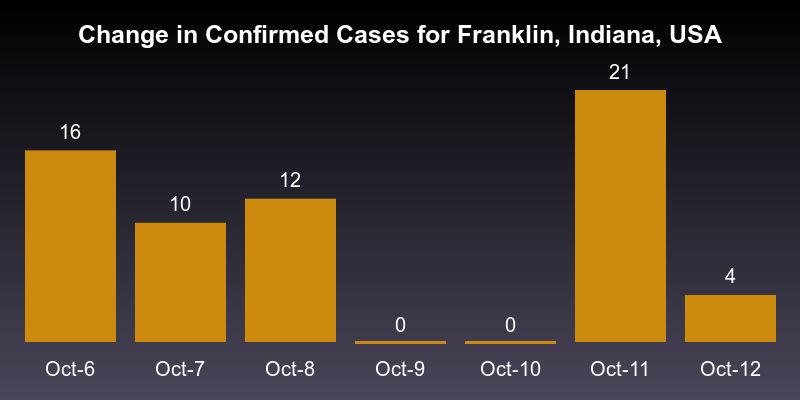 Change in Confirmed Cases for Franklin, Indiana, USA
16
10
12
0
0
21
4
Oct-6
Oct-7
Oct-8
Oct-9
Oct-10
Oct-11
Oct-12